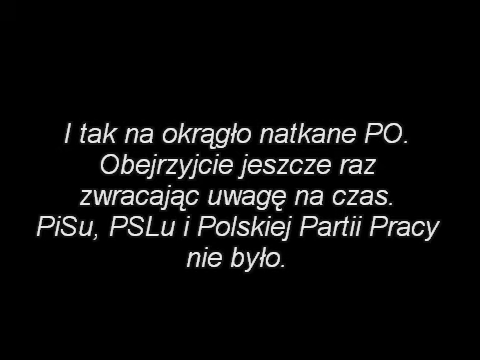 I tak na okrągło natkane PO.
Obejrzyjcie jeszcze raz
zwracając uwagę na czas.
PiSu, PSLu i Polskiej Partii Pracy
nie było.